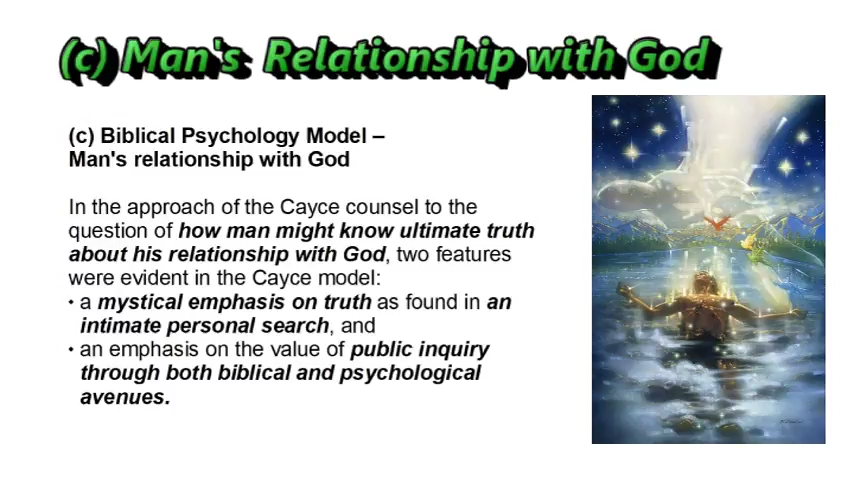 (c) Man's Relationship with God
(c) Biblical Psychology Model –
Man's relationship with God
In the approach of the Cayce counsel to the
question of how man might know ultimate truth
about his relationship with God, two features
were evident in the Cayce model:
• a mystical emphasis on truth as found in an
intimate personal search, and
• an emphasis on the value of public inquiry
through both biblical and psychological
avenues.